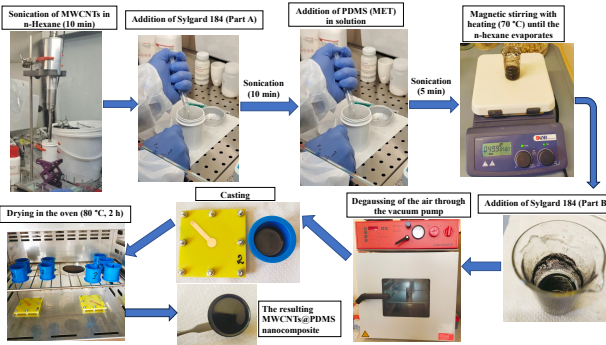 Sonication of MWCNTs in
n-Hexane (10 min)
Addition of Sylgard 184 (Part A)
Sonication
(10 min)
Addition of PDMS (MET)
in solution
Sonication
(5 min)
Magnetic stirring with
heating (70 °C) until the
n-hexane evaporates
Addition of Sylgard 184 (Part B)
Degaussing of the air through
the vacuum pump
Casting
Drying in the oven (80 °C, 2 h)
The resulting
MWCNTs@PDMS
nanocomposite